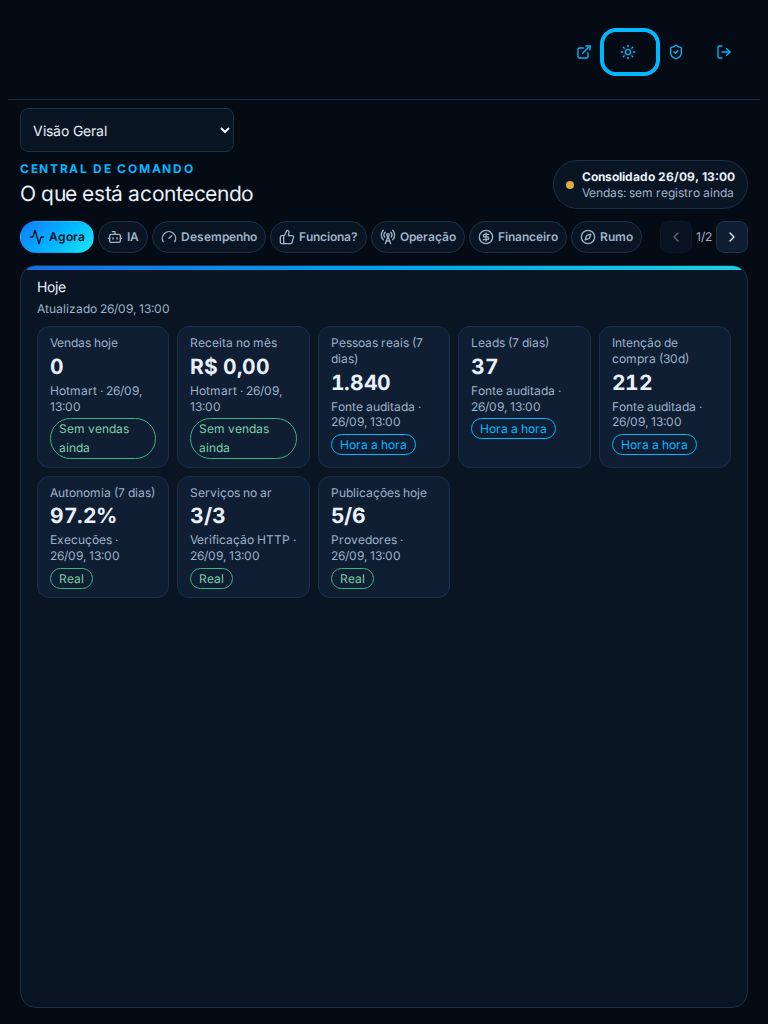 Visão Geral
CENTRAL DE COMANDO
O que está acontecendo
Consolidado 26/09, 13:00
Vendas: sem registro ainda
Agora
IA
Desempenho
Funciona?
Operação
Financeiro
Rumo
1/2
Hoje
Atualizado 26/09, 13:00
Vendas hoje
0
Hotmart · 26/09,
13:00
Sem vendas
ainda
Receita no mês
R$ 0,00
Hotmart · 26/09,
13:00
Sem vendas
ainda
Pessoas reais (7
dias)
1.840
Fonte auditada ·
26/09, 13:00
Hora a hora
Leads (7 dias)
37
Fonte auditada ·
26/09, 13:00
Hora a hora
Intenção de
compra (30d)
212
Fonte auditada ·
26/09, 13:00
Hora a hora
Autonomia (7 dias)
97.2%
Execuções ·
26/09, 13:00
Real
Serviços no ar
3/3
Verificação HTTP ·
26/09, 13:00
Real
Publicações hoje
5/6
Provedores ·
26/09, 13:00
Real